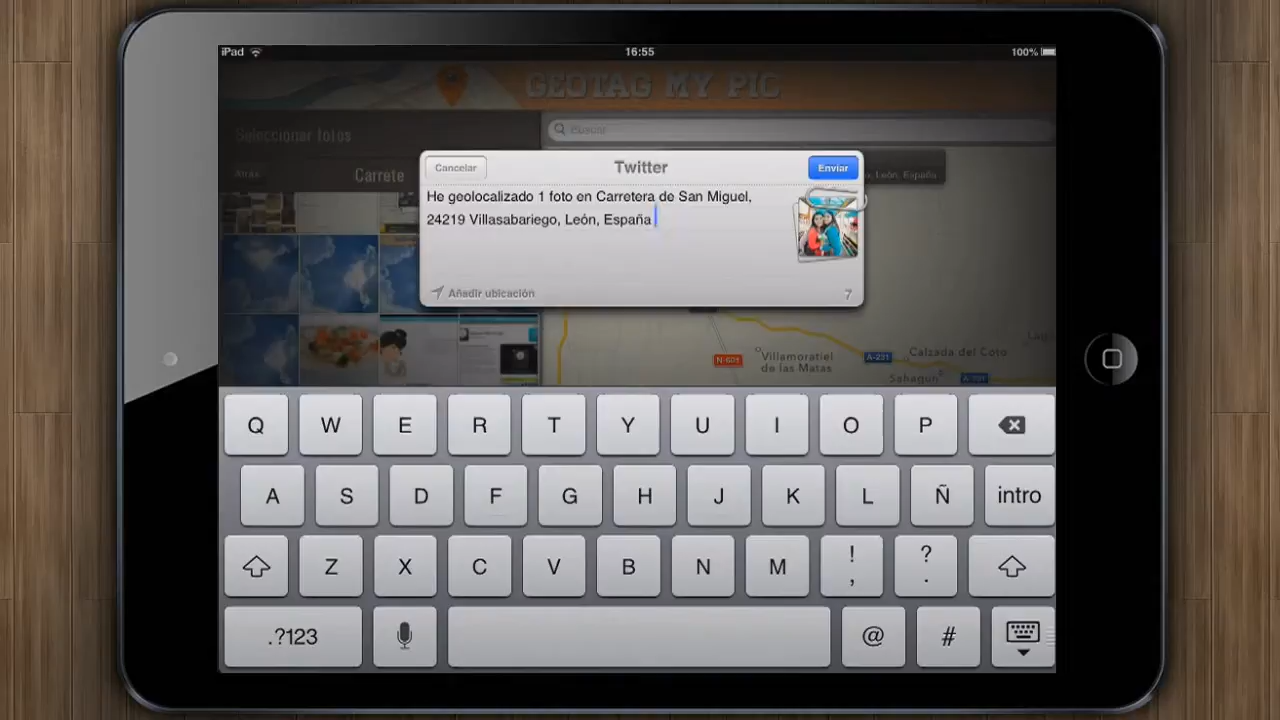 iPad
16:55
100%
GEOTAG MY PIC
Seleccionar fotos
Buscar
Atrás
Carrete
o, León, España
Cancelar
Twitter
Enviar
He geolocalizado 1 foto en Carretera de San Miguel,
24219 Villasabariego, León, España
Añadir ubicación
7
N-601
Villamoratiel
de las Matas
A-231
Calzada del Coto
Sahagun
Q W E R T Y U I O P
A S D F G H J K L Ñ intro
Z X C V B N M ! , ? .
.?123 @ #